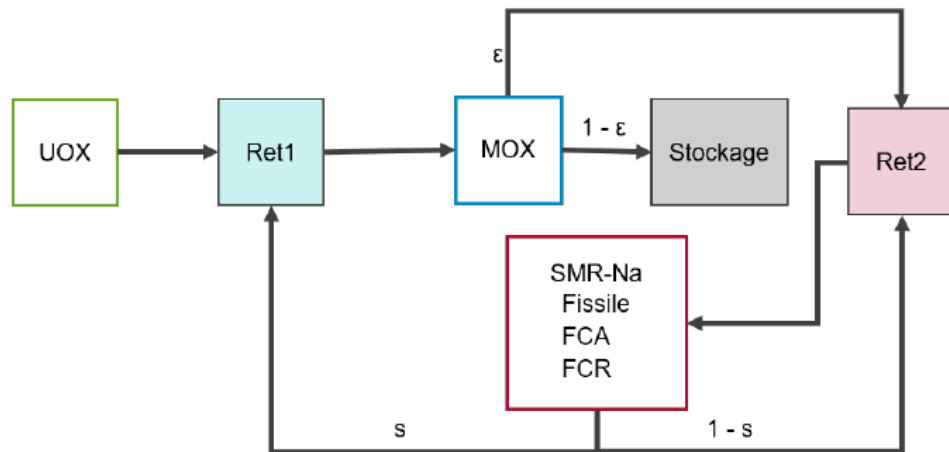 ε
UOX
Ret1
MOX
1 - ε
Stockage
Ret2
SMR-Na
Fissile
FCA
FCR
s
1 - s